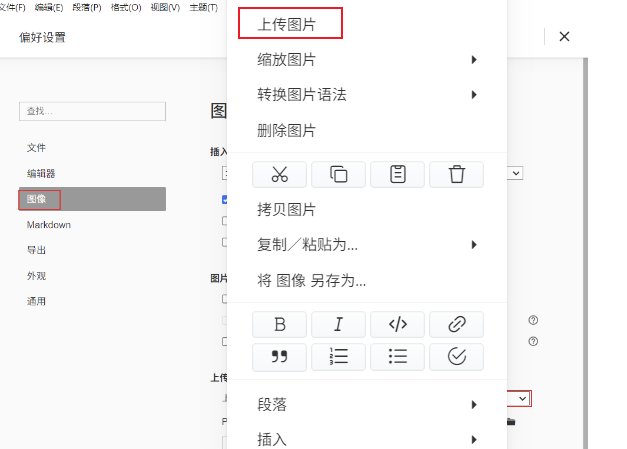 文件(F) 编辑(E) 段落(P) 格式(O) 视图(V) 主题(T)
偏好设置
查找...
文件
编辑器
图像
Markdown
导出
外观
通用
图
插入
图片
上传
P
上传图片
缩放图片
转换图片语法
删除图片
拷贝图片
复制／粘贴为...
将 图像 另存为...
B I </>
段落
插入